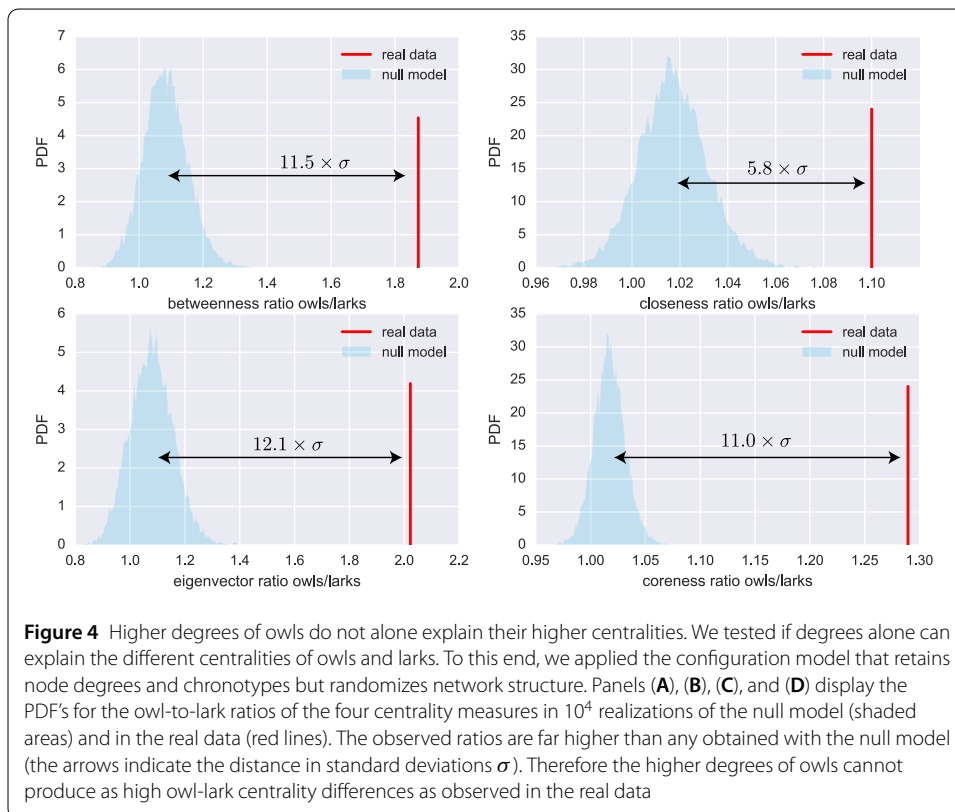 7
6
5
4
3
2
1
0
PDF
real data
null model
11.5 × σ
0.8 1.0 1.2 1.4 1.6 1.8 2.0
betweenness ratio owls/larks
35
30
25
20
15
10
5
0
PDF
real data
null model
5.8 × σ
0.96 0.98 1.00 1.02 1.04 1.06 1.08 1.10
closeness ratio owls/larks
6
5
4
3
2
1
0
PDF
real data
null model
12.1 × σ
0.8 1.0 1.2 1.4 1.6 1.8 2.0 2.2
eigenvector ratio owls/larks
35
30
25
20
15
10
5
0
PDF
real data
null model
11.0 × σ
0.95 1.00 1.05 1.10 1.15 1.20 1.25 1.30
coreness ratio owls/larks
Figure 4 Higher degrees of owls do not alone explain their higher centralities. We tested if degrees alone can
explain the different centralities of owls and larks. To this end, we applied the configuration model that retains
node degrees and chronotypes but randomizes network structure. Panels (A), (B), (C), and (D) display the
PDF's for the owl-to-lark ratios of the four centrality measures in 10⁴ realizations of the null model (shaded
areas) and in the real data (red lines). The observed ratios are far higher than any obtained with the null model
(the arrows indicate the distance in standard deviations σ). Therefore the higher degrees of owls cannot
produce as high owl-lark centrality differences as observed in the real data